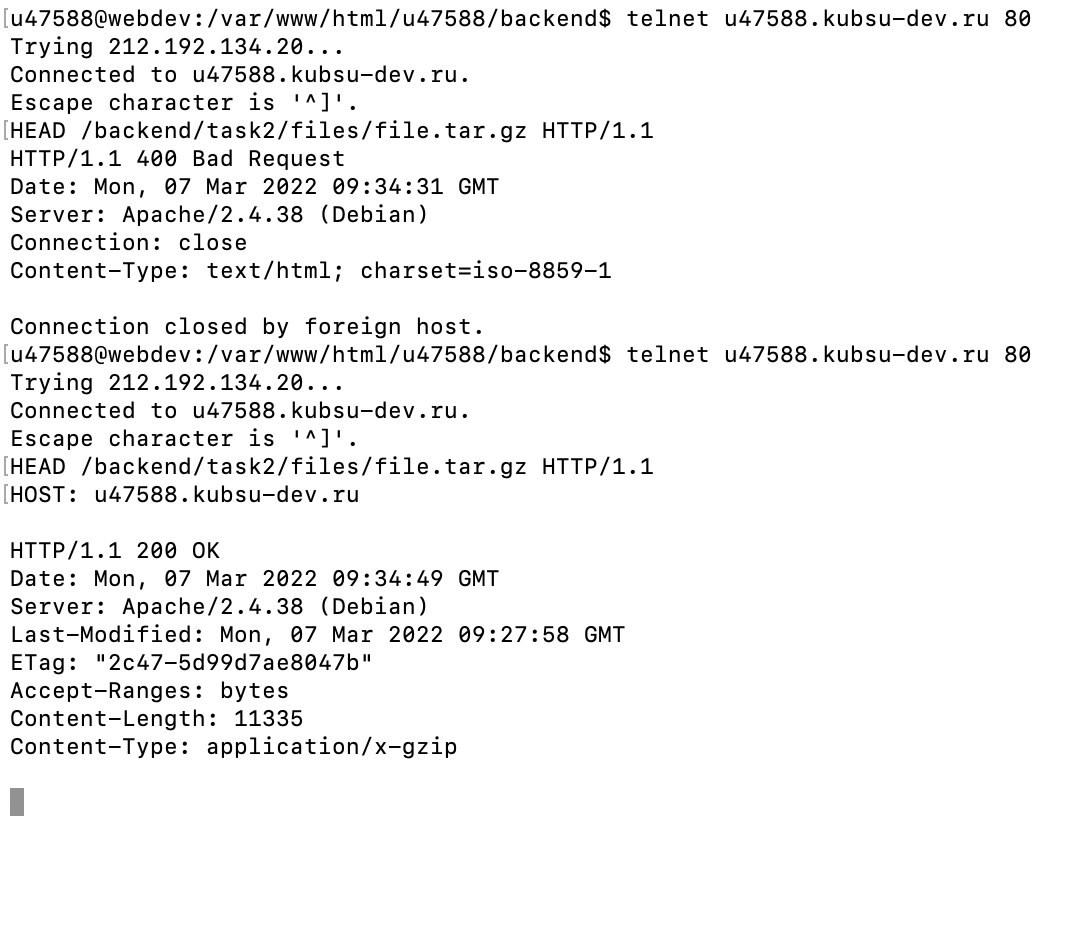 [u47588@webdev:/var/www/html/u47588/backend$ telnet u47588.kubsu-dev.ru 80
Trying 212.192.134.20...
Connected to u47588.kubsu-dev.ru.
Escape character is '^]'.
[HEAD /backend/task2/files/file.tar.gz HTTP/1.1
HTTP/1.1 400 Bad Request
Date: Mon, 07 Mar 2022 09:34:31 GMT
Server: Apache/2.4.38 (Debian)
Connection: close
Content-Type: text/html; charset=iso-8859-1

Connection closed by foreign host.
[u47588@webdev:/var/www/html/u47588/backend$ telnet u47588.kubsu-dev.ru 80
Trying 212.192.134.20...
Connected to u47588.kubsu-dev.ru.
Escape character is '^]'.
[HEAD /backend/task2/files/file.tar.gz HTTP/1.1
[HOST: u47588.kubsu-dev.ru

HTTP/1.1 200 OK
Date: Mon, 07 Mar 2022 09:34:49 GMT
Server: Apache/2.4.38 (Debian)
Last-Modified: Mon, 07 Mar 2022 09:27:58 GMT
ETag: "2c47-5d99d7ae8047b"
Accept-Ranges: bytes
Content-Length: 11335
Content-Type: application/x-gzip